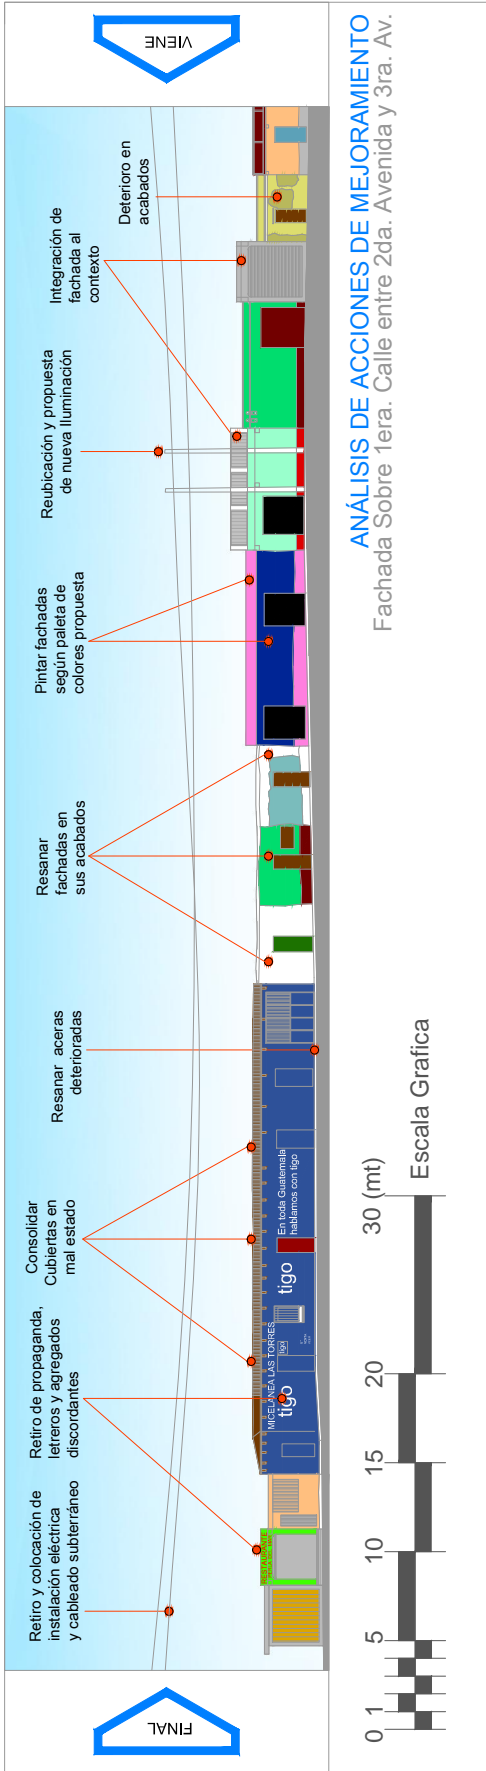 FINAL
Retiro y colocación de
instalación eléctrica
y cableado subterráneo
Retiro de propaganda,
letreros y agregados
discordantes
Consolidar
Cubiertas en
mal estado
Resanar aceras
deterioradas
Resanar
fachadas en
sus acabados
Pintar fachadas
según paleta de
colores propuesta
Reubicación y propuesta
de nueva Iluminación
Integración de
fachada al
contexto
Deterioro en
acabados
VIENE
RESTAURANTE
MICELANEA LAS TORRES
tigo
tigo
tigo
En toda Guatemala
hablamos con tigo
0 1 5 10 15 20 30 (mt)
Escala Grafica
ANÁLISIS DE ACCIONES DE MEJORAMIENTO
Fachada Sobre 1era. Calle entre 2da. Avenida y 3ra. Av.